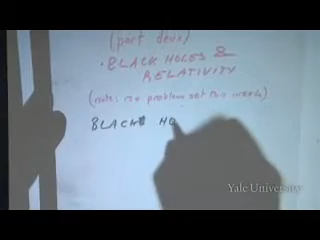 (part deux)
• BLACK HOLES &
RELATIVITY
(note: no problem set this week)
BLACK HO
Yale University